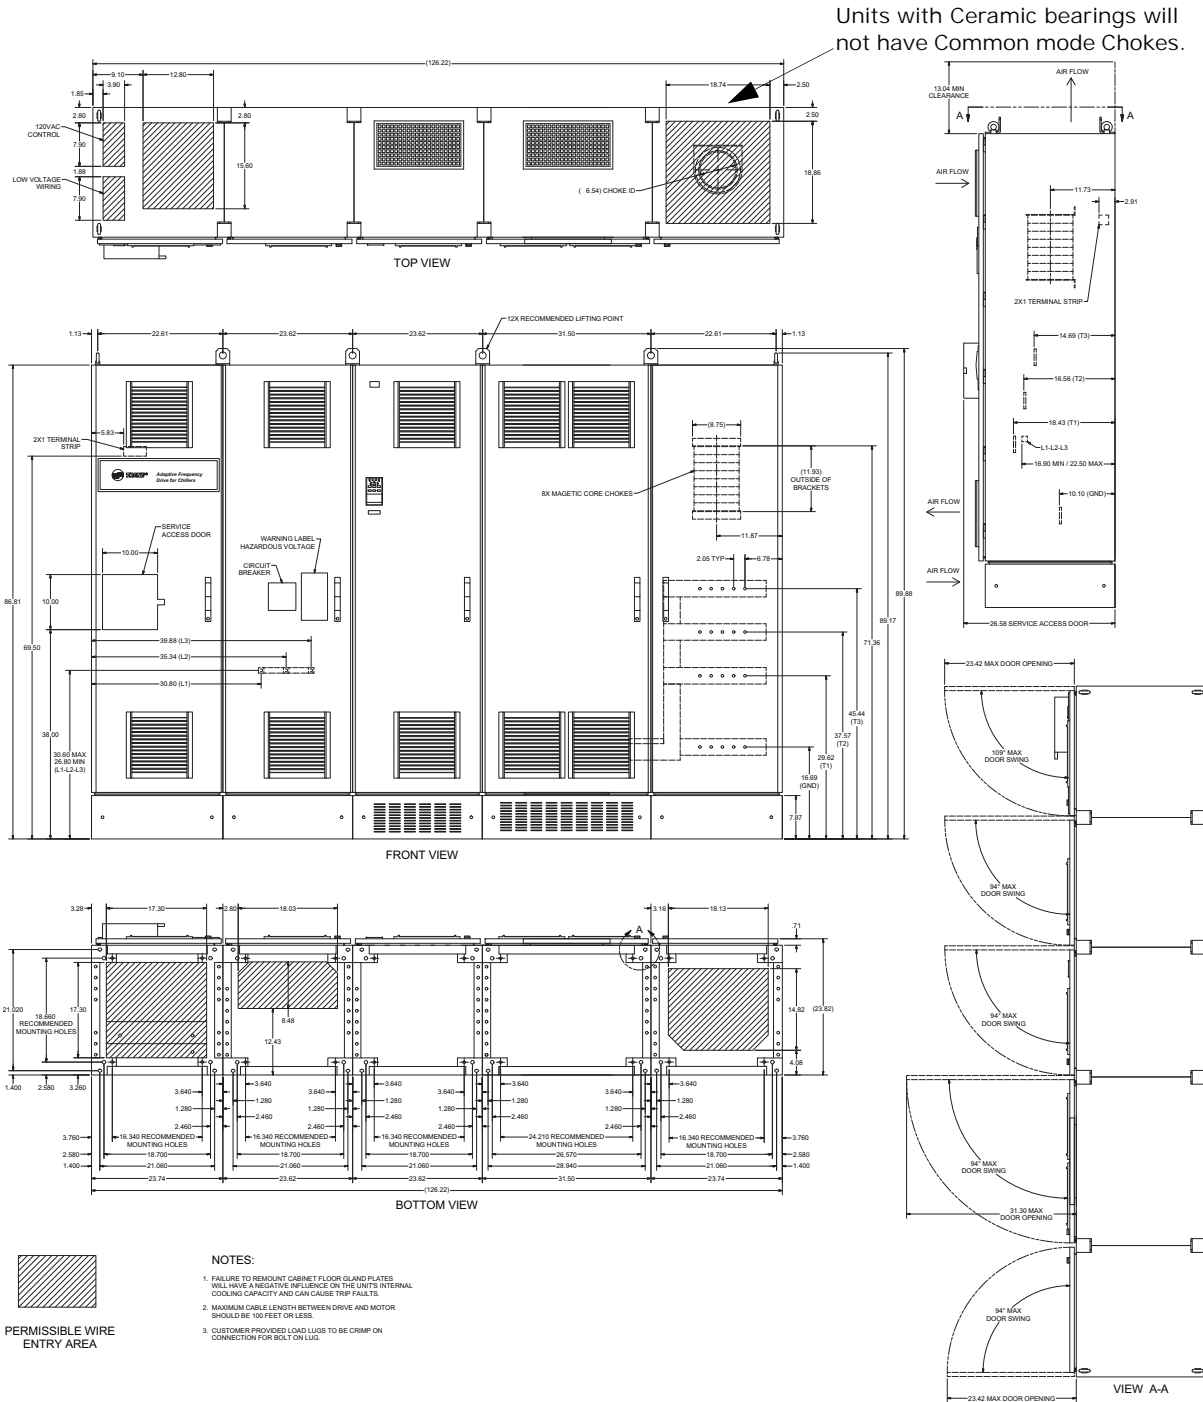 Units with Ceramic bearings will
not have Common mode Chokes.
(126.22)
9.10
12.80
3.90
1.85
2.80
120VAC
CONTROL
7.90
1.88
LOW VOLTAGE
WIRING
7.90
2.80
15.60
18.74
2.50
2.50
18.86
( 6.54) CHOKE ID
TOP VIEW
13.04 MIN
CLEARANCE
AIR FLOW
A
A
AIR FLOW
11.73
2.91
2X1 TERMINAL STRIP
14.69 (T3)
16.56 (T2)
18.43 (T1)
L1-L2-L3
16.90 MIN / 22.50 MAX
10.10 (GND)
AIR FLOW
AIR FLOW
26.58 SERVICE ACCESS DOOR
12X RECOMMENDED LIFTING POINT
1.13
22.61
23.62
23.62
31.50
22.61
1.13
5.83
2X1 TERMINAL
STRIP
Adaptive Frequency
Drive for Chillers
(8.75)
(11.93)
OUTSIDE OF
BRACKETS
8X MAGETIC CORE CHOKES
11.87
SERVICE
ACCESS DOOR
10.00
WARNING LABEL
HAZARDOUS VOLTAGE
CIRCUIT
BREAKER
2.05 TYP
6.78
86.81
10.00
69.50
39.88 (L3)
35.34 (L2)
30.80 (L1)
38.00
30.60 MAX
26.80 MIN
(L1-L2-L3)
89.88
89.17
71.36
45.44
(T3)
37.57
(T2)
29.62
(T1)
16.69
(GND)
7.87
FRONT VIEW
23.42 MAX DOOR OPENING
109° MAX
DOOR SWING
94° MAX
DOOR SWING
94° MAX
DOOR SWING
94° MAX
DOOR SWING
31.30 MAX
DOOR OPENING
94° MAX
DOOR SWING
23.42 MAX DOOR OPENING
VIEW A-A
3.28
17.30
2.80
18.03
3.16
18.13
A
.71
21.020
18.660
RECOMMENDED
MOUNTING HOLES
17.30
8.48
12.43
14.82
(23.82)
4.08
1.400
2.580
3.260
3.640
3.640
3.640
3.640
3.640
3.640
3.640
3.640
1.280
1.280
1.280
1.280
1.280
1.280
1.280
1.280
2.460
2.460
2.460
2.460
2.460
2.460
2.460
2.460
3.760
16.340 RECOMMENDED
MOUNTING HOLES
16.340 RECOMMENDED
MOUNTING HOLES
16.340 RECOMMENDED
MOUNTING HOLES
24.210 RECOMMENDED
MOUNTING HOLES
16.340 RECOMMENDED
MOUNTING HOLES
3.760
2.580
18.700
18.700
18.700
26.570
18.700
2.580
1.400
21.060
21.060
21.060
28.940
21.060
1.400
23.74
23.62
23.62
31.50
23.74
(126.22)
BOTTOM VIEW
PERMISSIBLE WIRE
ENTRY AREA
NOTES:
1. FAILURE TO REMOUNT CABINET FLOOR GLAND PLATES
WILL HAVE A NEGATIVE INFLUENCE ON THE UNIT'S INTERNAL
COOLING CAPACITY AND CAN CAUSE TRIP FAULTS.
2. MAXIMUM CABLE LENGTH BETWEEN DRIVE AND MOTOR
SHOULD BE 100 FEET OR LESS.
3. CUSTOMER PROVIDED LOAD LUGS TO BE CRIMP ON
CONNECTION FOR BOLT ON LUG.